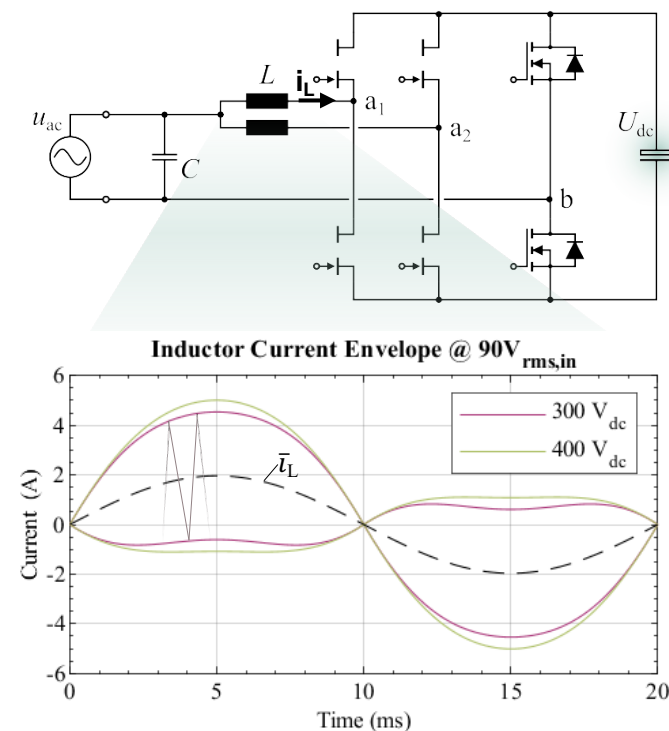 L
i_L
a_1
u_ac
a_2
U_dc
C
b
Inductor Current Envelope @ 90V_rms,in
6
4
2
0
-2
-4
-6
Current (A)
300 V_dc
400 V_dc
ī_L
0
5
10
15
20
Time (ms)